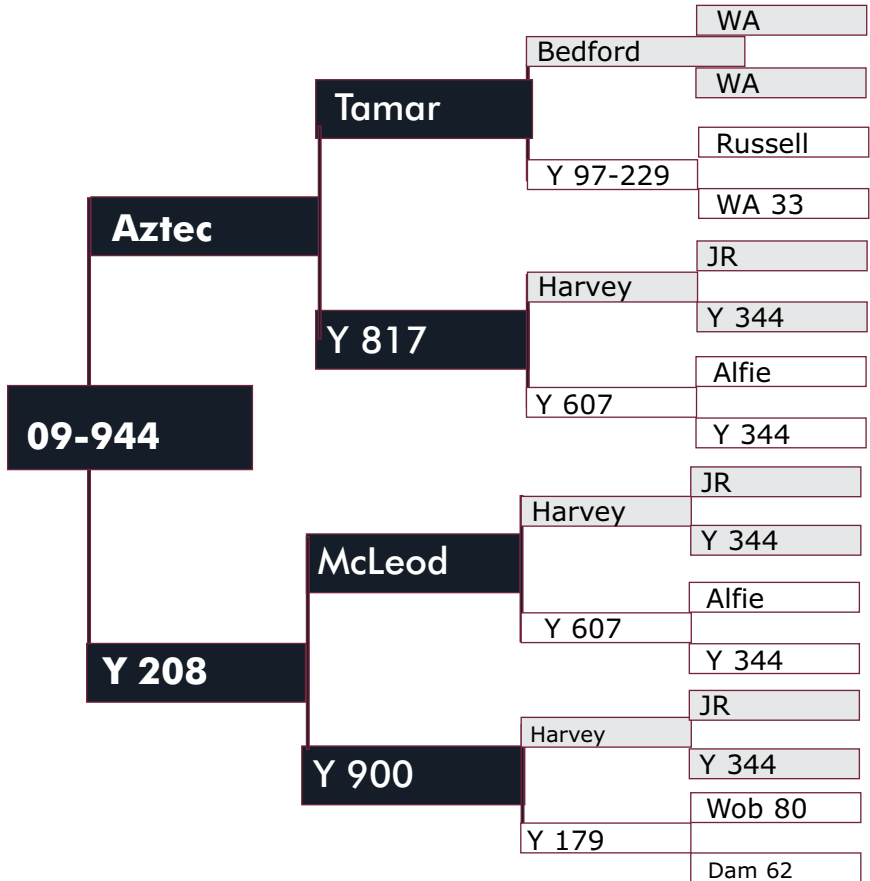 WA
Bedford
WA
Tamar
Russell
Y 97-229
WA 33
Aztec
JR
Harvey
Y 344
Y 817
Alfie
Y 607
Y 344
09-944
JR
Harvey
Y 344
McLeod
Alfie
Y 607
Y 344
Y 208
JR
Harvey
Y 344
Y 900
Wob 80
Y 179
Dam 62